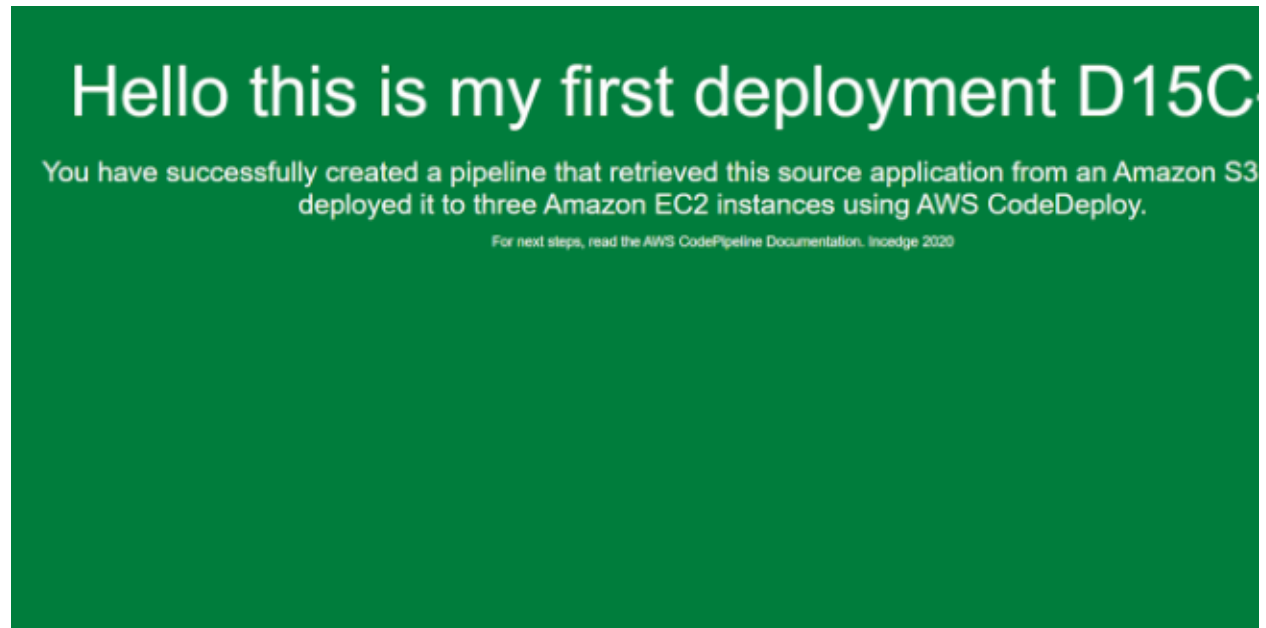 Hello this is my first deployment D15C-
You have successfully created a pipeline that retrieved this source application from an Amazon S3
deployed it to three Amazon EC2 instances using AWS CodeDeploy.
For next steps, read the AWS CodePipeline Documentation. Incedge 2020